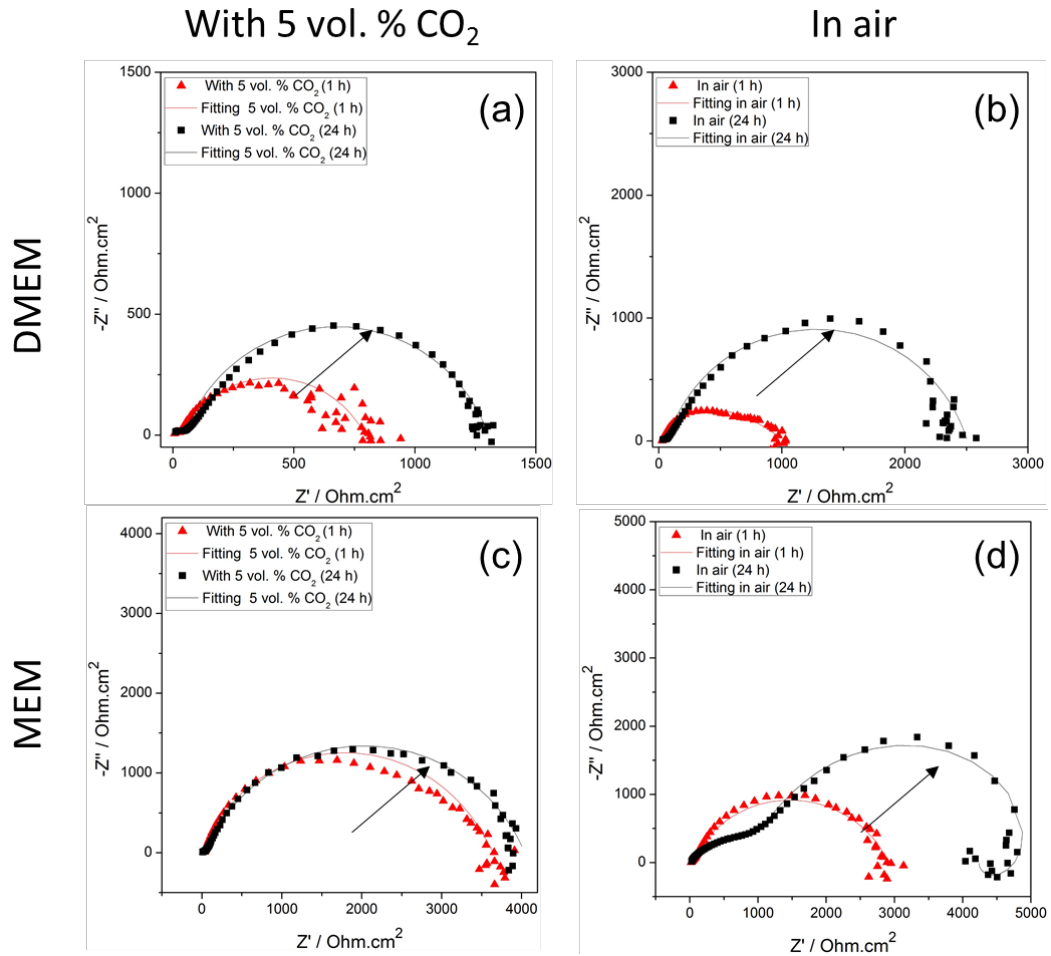 With 5 vol. % CO₂
In air
DMEM
MEM
(a)
With 5 vol. % CO₂ (1 h)
Fitting 5 vol. % CO₂ (1 h)
With 5 vol. % CO₂ (24 h)
Fitting 5 vol. % CO₂ (24 h)
-Z'' / Ohm.cm²
1500
1000
500
0
0 500 1000 1500
Z' / Ohm.cm²
(b)
In air (1 h)
Fitting in air (1 h)
In air (24 h)
Fitting in air (24 h)
-Z'' / Ohm.cm²
3000
2000
1000
0
0 1000 2000 3000
Z' / Ohm.cm²
(c)
With 5 vol. % CO₂ (1 h)
Fitting 5 vol. % CO₂ (1 h)
With 5 vol. % CO₂ (24 h)
Fitting 5 vol. % CO₂ (24 h)
-Z'' / Ohm.cm²
4000
3000
2000
1000
0
0 1000 2000 3000 4000
Z' / Ohm.cm²
(d)
In air (1 h)
Fitting in air (1 h)
In air (24 h)
Fitting in air (24 h)
-Z'' / Ohm.cm²
5000
4000
3000
2000
1000
0
0 1000 2000 3000 4000 5000
Z' / Ohm.cm²